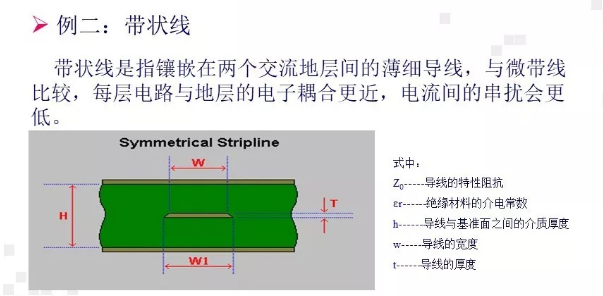 例二：带状线
带状线是指镶嵌在两个交流地层间的薄细导线，与微带线
比较，每层电路与地层的电子耦合更近，电流间的串扰会更
低。
Symmetrical Stripline
W
T
H
W1
式中：
Z0-----导线的特性阻抗
εr-----绝缘材料的介电常数
h------导线与基准面之间的介质厚度
w-----导线的宽度
t-----导线的厚度